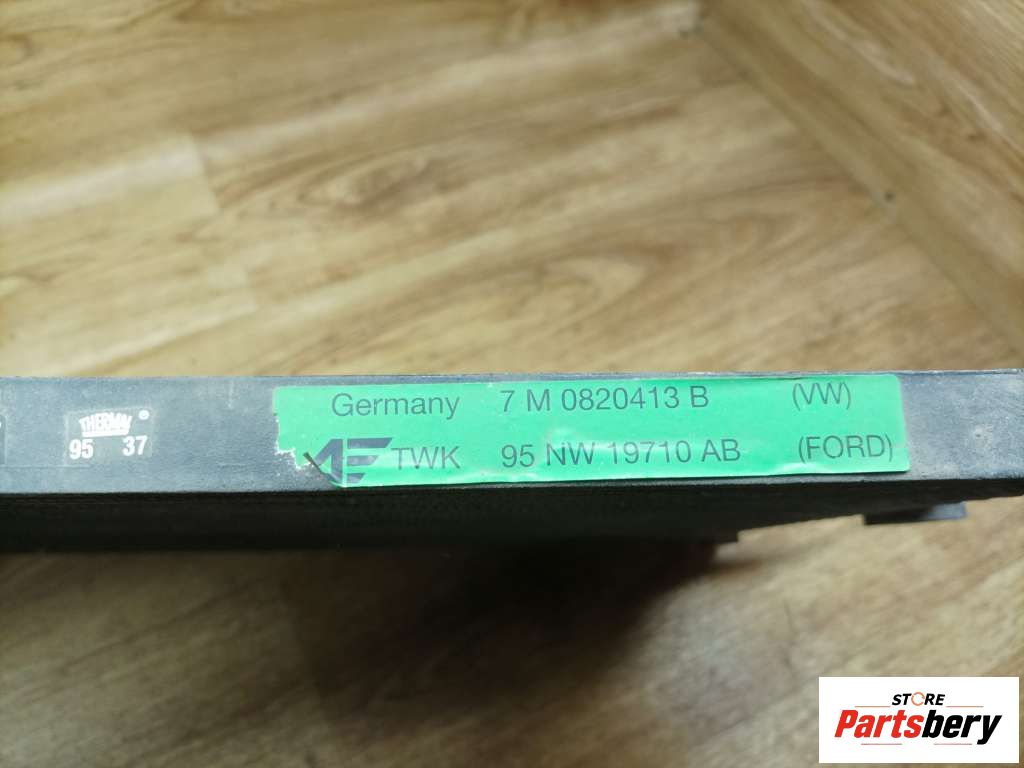 THERMAL
95 37
Germany 7 M 0820413 B (VW)
TWK 95 NW 19710 AB (FORD)
STORE
Partsbery